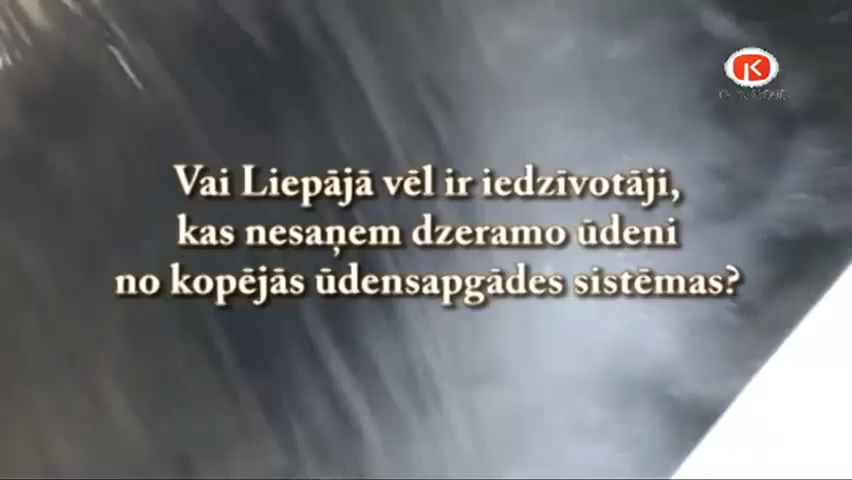 K
Vai Liepājā vēl ir iedzīvotāji,
kas nesaņem dzeramo ūdeni
no kopējās ūdensapgādes sistēmas?